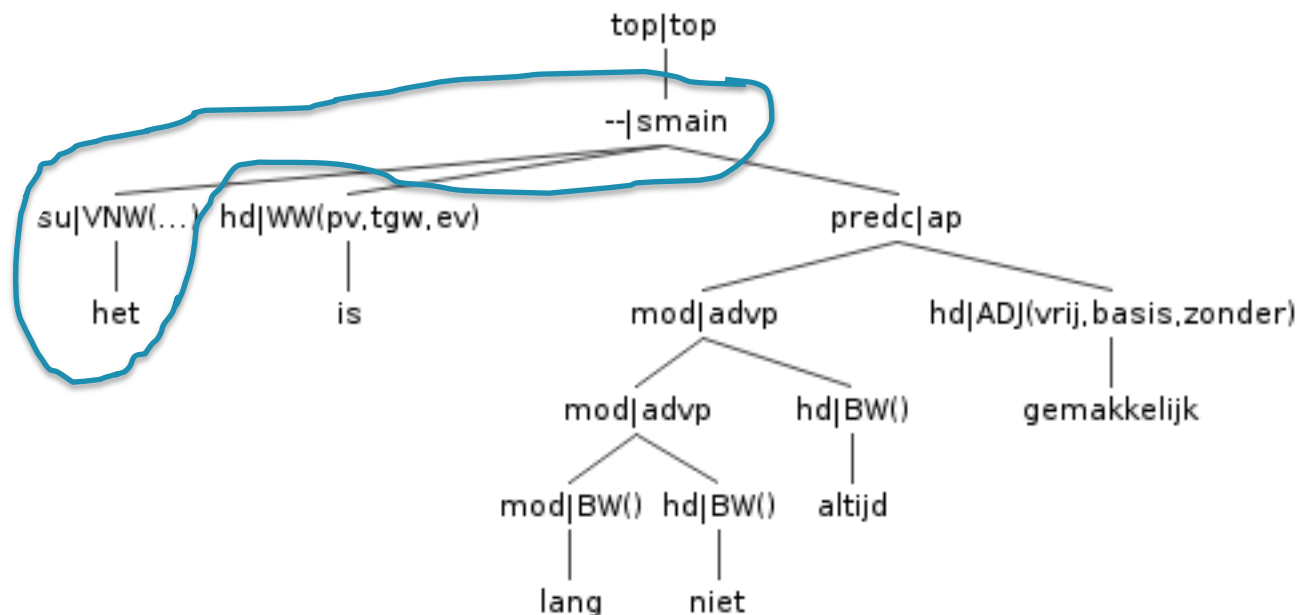 top|top
--|smain
su|VNW(...) hd|WW(pv,tgw,ev) predc|ap
het is mod|advp hd|ADJ(vrij,basis,zonder)
mod|advp hd|BW() gemakkelijk
mod|BW() hd|BW() altijd
lang niet